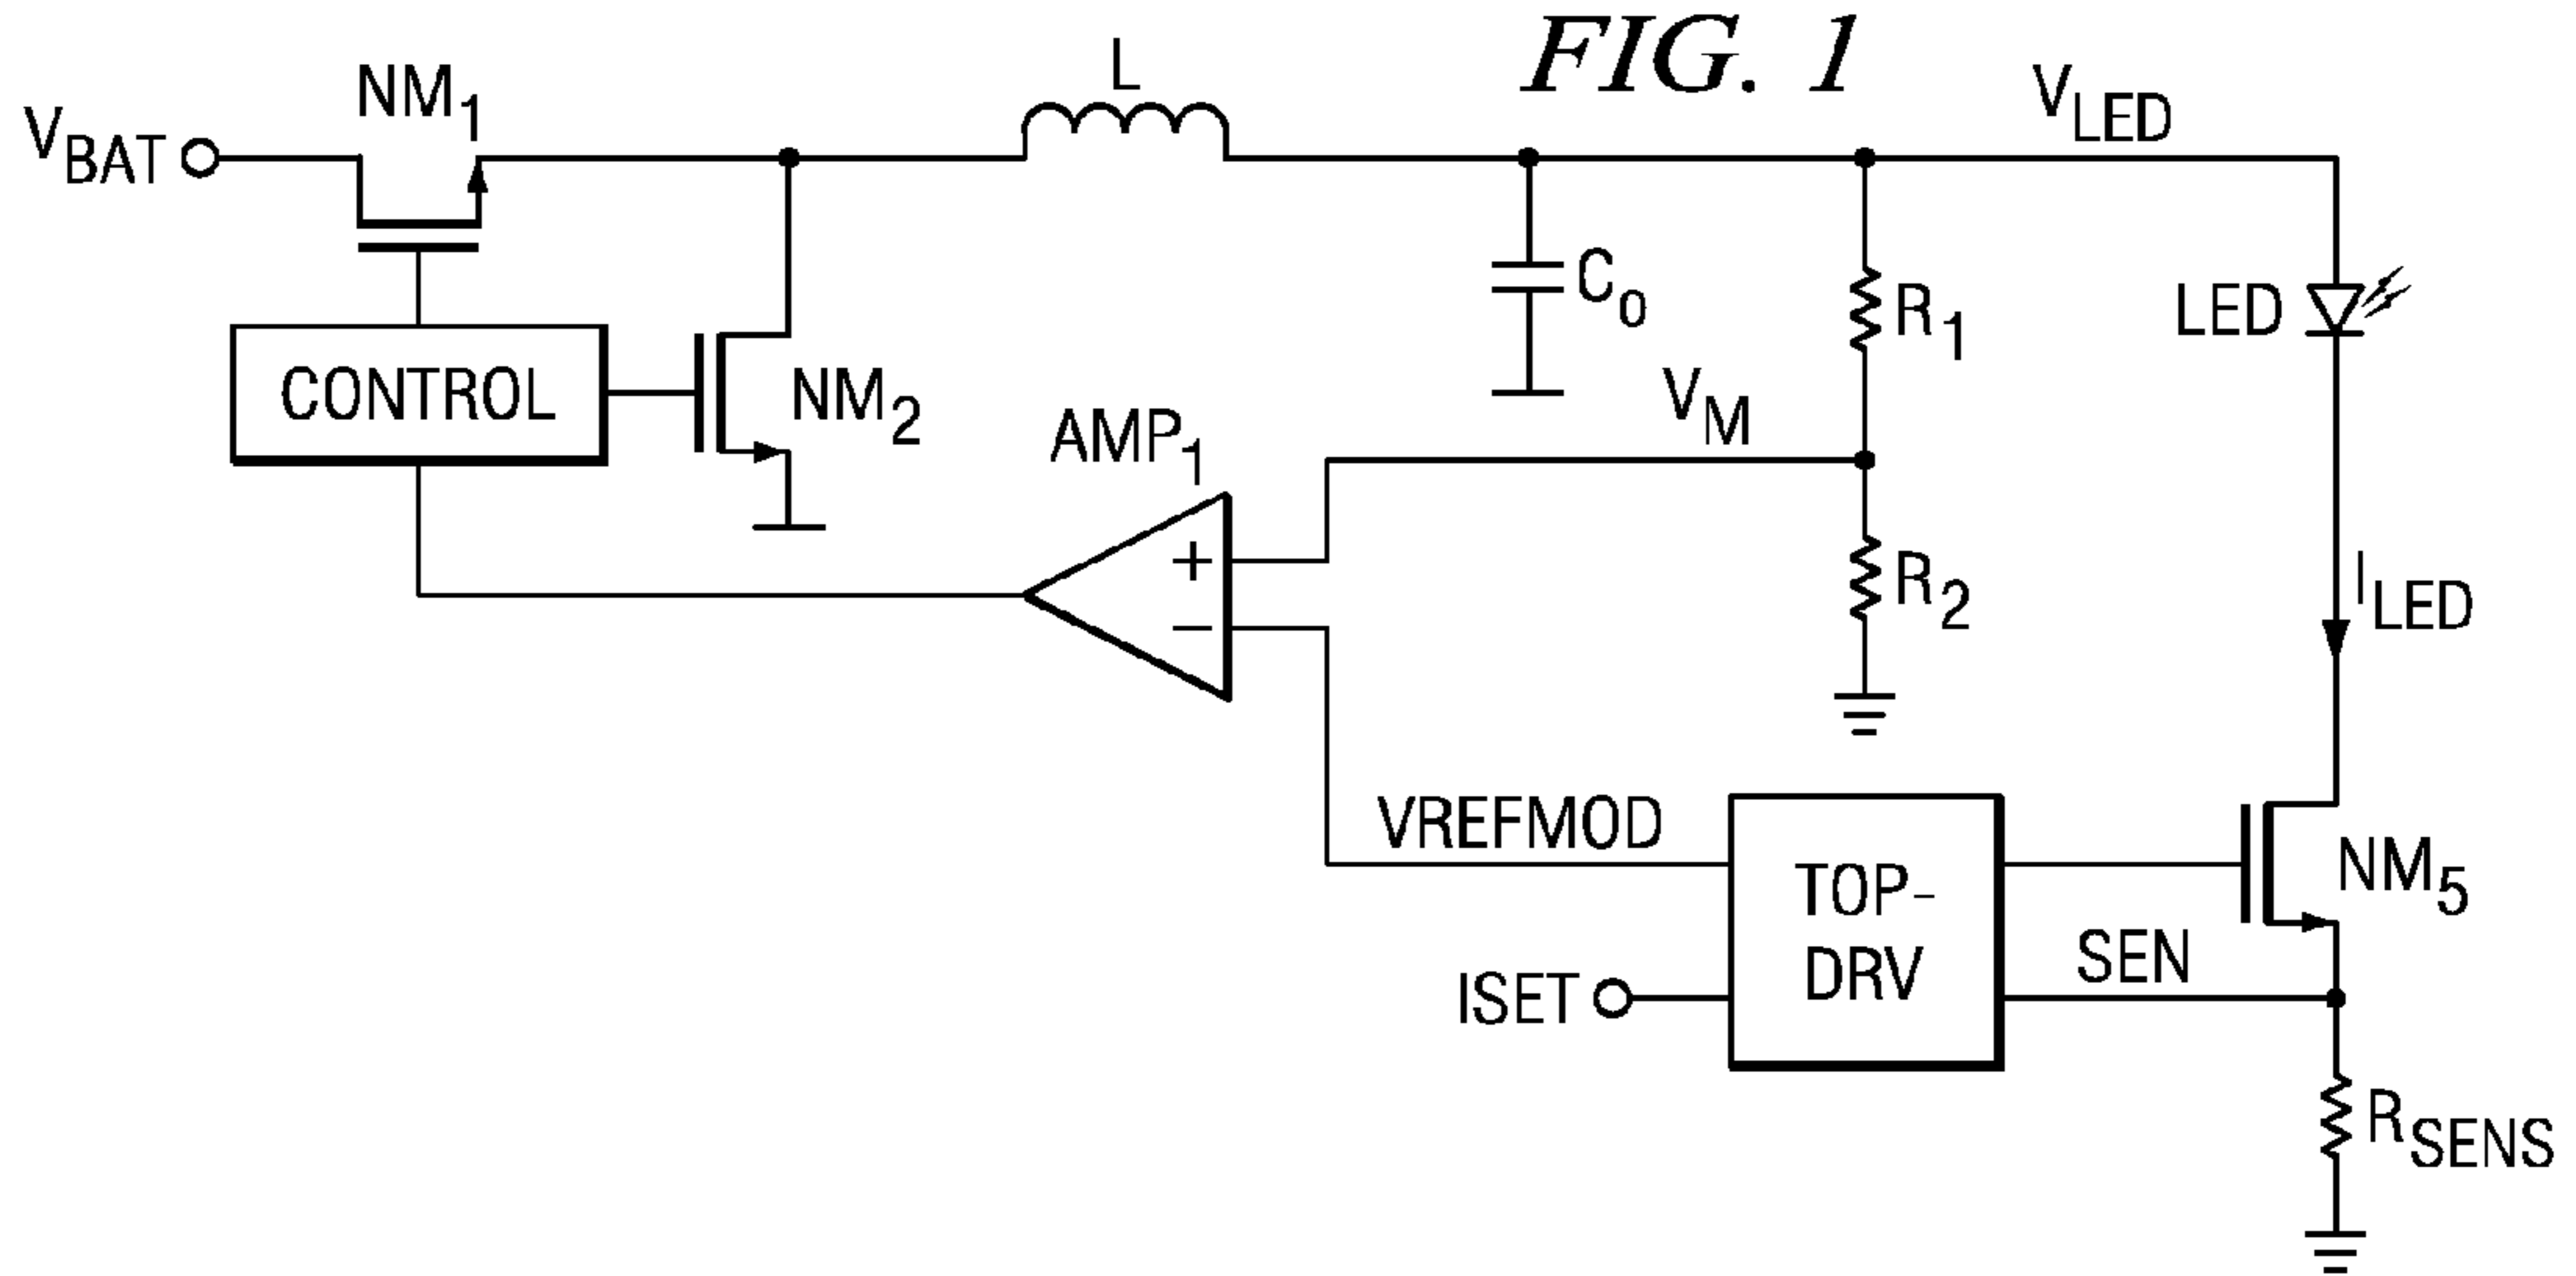 FIG. 1
VBAT
NM1
L
VLED
CONTROL
NM2
Co
R1
LED
VM
AMP1
+
−
R2
ILED
VREFMOD
TOP-
DRV
NM5
SEN
ISET
RSENS